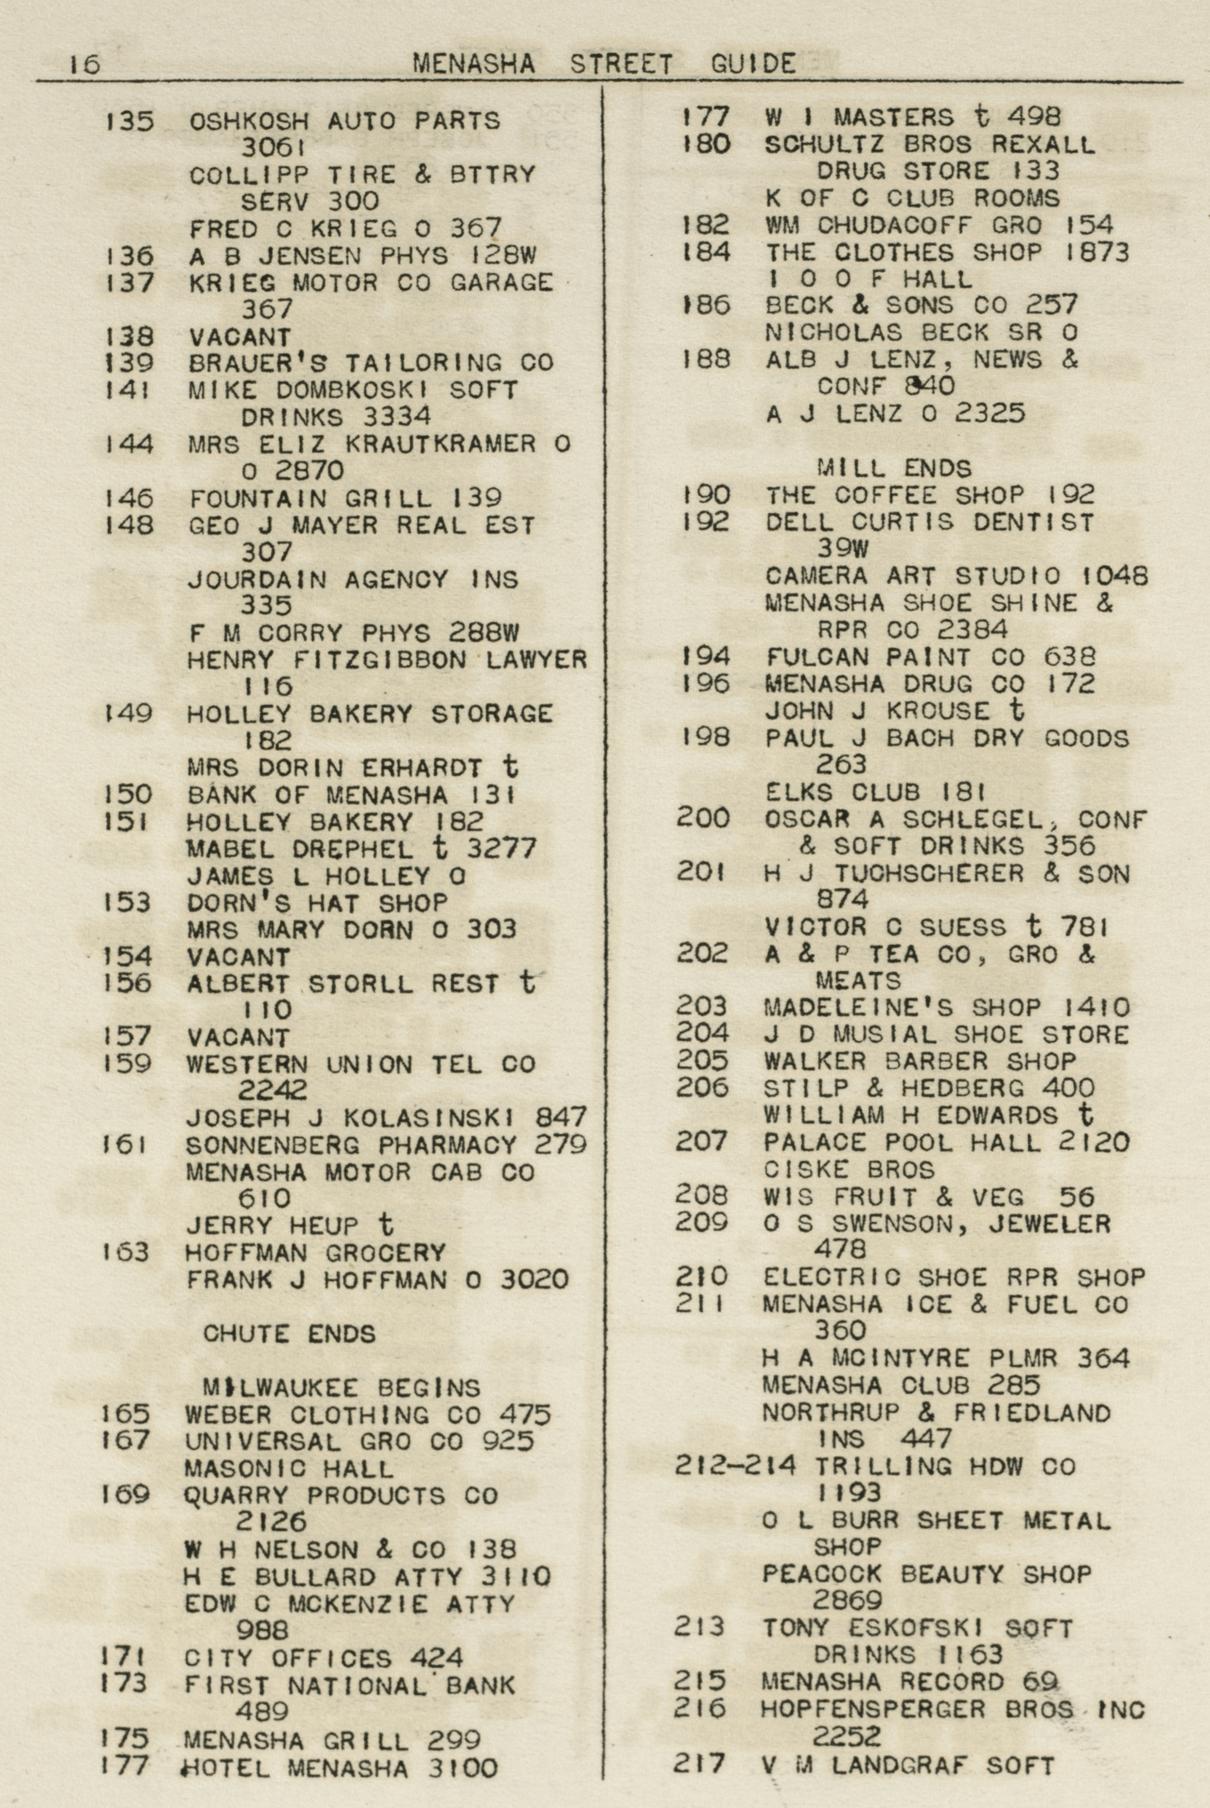 16 MENASHA STREET GUIDE
135 OSHKOSH AUTO PARTS
3061
COLLIPP TIRE & BTTRY
SERV 300
FRED C KRIEG O 367
136 A B JENSEN PHYS 128W
137 KRIEG MOTOR CO GARAGE
367
138 VACANT
139 BRAUER'S TAILORING CO
141 MIKE DOMBKOSKI SOFT
DRINKS 3334
144 MRS ELIZ KRAUTKRAMER O
O 2870
146 FOUNTAIN GRILL 139
148 GEO J MAYER REAL EST
307
JOURDAIN AGENCY INS
335
F M CORRY PHYS 288W
HENRY FITZGIBBON LAWYER
116
149 HOLLEY BAKERY STORAGE
182
MRS DORIN ERHARDT t
150 BANK OF MENASHA 131
151 HOLLEY BAKERY 182
MABEL DREPHEL t 3277
JAMES L HOLLEY O
153 DORN'S HAT SHOP
MRS MARY DORN O 303
154 VACANT
156 ALBERT STORLL REST t
110
157 VACANT
159 WESTERN UNION TEL CO
2242
JOSEPH J KOLASINSKI 847
161 SONNENBERG PHARMACY 279
MENASHA MOTOR CAB CO
610
JERRY HEUP t
163 HOFFMAN GROCERY
FRANK J HOFFMAN O 3020
CHUTE ENDS
MILWAUKEE BEGINS
165 WEBER CLOTHING CO 475
167 UNIVERSAL GRO CO 925
MASONIC HALL
169 QUARRY PRODUCTS CO
2126
W H NELSON & CO 138
H E BULLARD ATTY 3110
EDW C MCKENZIE ATTY
988
171 CITY OFFICES 424
173 FIRST NATIONAL BANK
489
175 MENASHA GRILL 299
177 HOTEL MENASHA 3100
177 W I MASTERS t 498
180 SCHULTZ BROS REXALL
DRUG STORE 133
K OF C CLUB ROOMS
182 WM CHUDACOFF GRO 154
184 THE CLOTHES SHOP 1873
I O O F HALL
186 BECK & SONS CO 257
NICHOLAS BECK SR O
188 ALB J LENZ, NEWS &
CONF 840
A J LENZ O 2325
MILL ENDS
190 THE COFFEE SHOP 192
192 DELL CURTIS DENTIST
39W
CAMERA ART STUDIO 1048
MENASHA SHOE SHINE &
RPR CO 2384
194 FULCAN PAINT CO 638
196 MENASHA DRUG CO 172
JOHN J KROUSE t
198 PAUL J BACH DRY GOODS
263
ELKS CLUB 181
200 OSCAR A SCHLEGEL, CONF
& SOFT DRINKS 356
201 H J TUCHSCHERER & SON
874
VICTOR C SUESS t 781
202 A & P TEA CO, GRO &
MEATS
203 MADELEINE'S SHOP 1410
204 J D MUSIAL SHOE STORE
205 WALKER BARBER SHOP
206 STILP & HEDBERG 400
WILLIAM H EDWARDS t
207 PALACE POOL HALL 2120
CISKE BROS
208 WIS FRUIT & VEG 56
209 O S SWENSON, JEWELER
478
210 ELECTRIC SHOE RPR SHOP
211 MENASHA ICE & FUEL CO
360
H A MCINTYRE PLMR 364
MENASHA CLUB 285
NORTHRUP & FRIEDLAND
INS 447
212-214 TRILLING HDW CO
1193
O L BURR SHEET METAL
SHOP
PEACOCK BEAUTY SHOP
2869
213 TONY ESKOFSKI SOFT
DRINKS 1163
215 MENASHA RECORD 69
216 HOPFENSPERGER BROS INC
2252
217 V M LANDGRAF SOFT